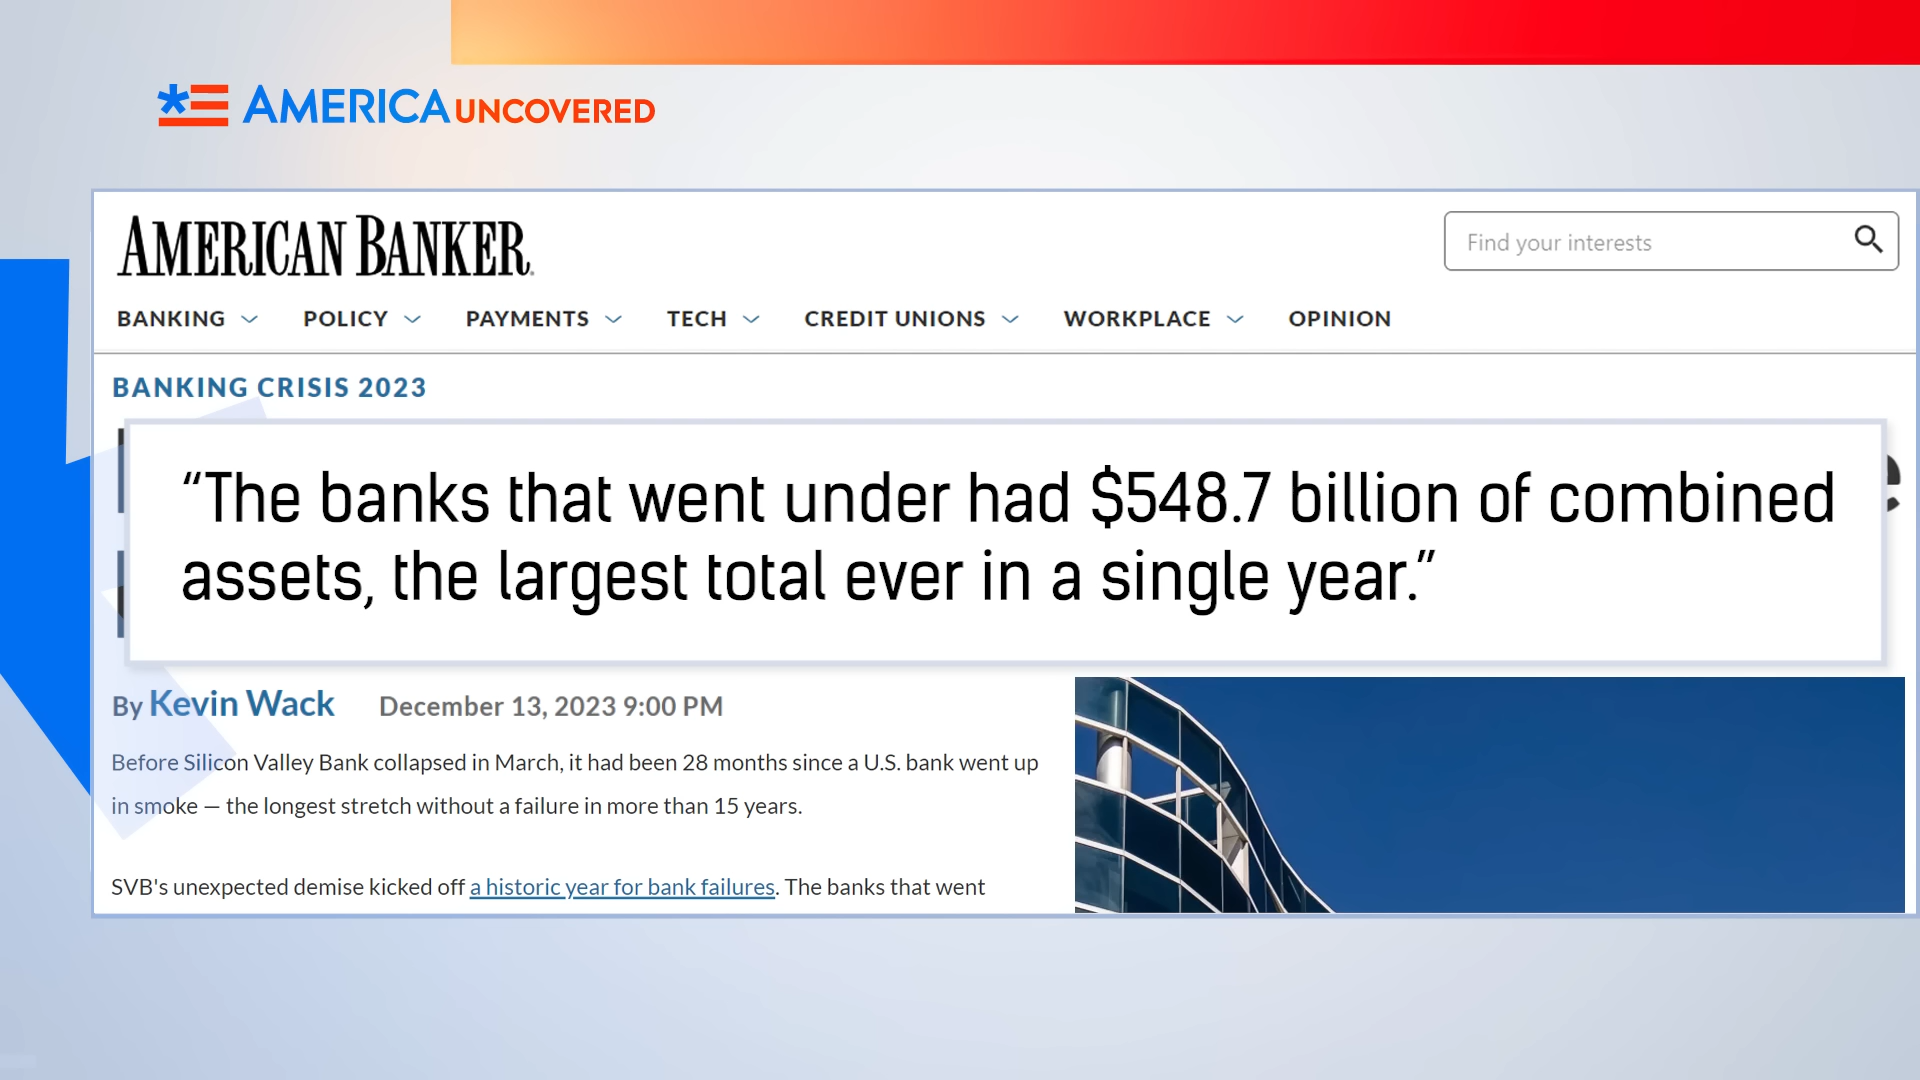 AMERICA UNCOVERED
AMERICAN BANKER.
Find your interests
BANKING POLICY PAYMENTS TECH CREDIT UNIONS WORKPLACE OPINION
BANKING CRISIS 2023
“The banks that went under had $548.7 billion of combined
assets, the largest total ever in a single year.”
By Kevin Wack December 13, 2023 9:00 PM
Before Silicon Valley Bank collapsed in March, it had been 28 months since a U.S. bank went up
in smoke — the longest stretch without a failure in more than 15 years.
SVB's unexpected demise kicked off a historic year for bank failures. The banks that went